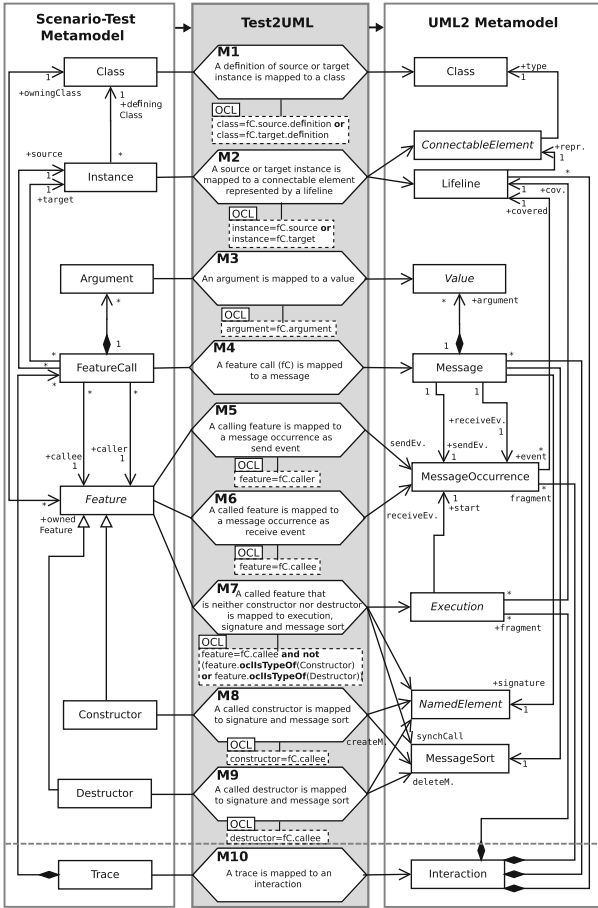 Scenario-Test
Metamodel
Test2UML
UML2 Metamodel
Class
1
+owningClass
1
+defining
Class
*
+source
1
Instance
1
+target
Argument
*
1
*
*
FeatureCall
*
*
*
+callee
1
+caller
1
*
Feature
+owned
Feature
Constructor
Destructor
Trace
M1
A definition of source or target
instance is mapped to a class
OCL
class=fC.source.definition or
class=fC.target.definition
M2
A source or target instance is
mapped to a connectable element
represented by a lifeline
OCL
instance=fC.source or
instance=fC.target
M3
An argument is mapped to a value
OCL
argument=fC.argument
M4
A feature call (fC) is mapped
to a message
M5
A calling feature is mapped to
a message occurrence as
send event
OCL
feature=fC.caller
M6
A called feature is mapped to
a message occurrence as
receive event
OCL
feature=fC.callee
M7
A called feature that
is neither constructor nor destructor
is mapped to execution,
signature and message sort
OCL
feature=fC.callee and not
(feature.oclIsTypeOf(Constructor)
or feature.oclIsTypeOf(Destructor))
M8
A called constructor is mapped
to signature and message sort
OCL
constructor=fC.callee
M9
A called destructor is mapped
to signature and message sort
OCL
destructor=fC.callee
M10
A trace is mapped to an
interaction
Class
+type
1
ConnectableElement
+repr.
1
Lifeline
*
1
+cov.
1
+covered
Value
*
+argument
1
Message
*
1
1
+receiveEv.
1
sendEv.
+sendEv.
1
*
+event
MessageOccurrence
*
fragment
receiveEv.
1
+start
Execution
*
*
+fragment
+signature
NamedElement
1
createM.
synchCall
MessageSort
1
deleteM.
Interaction